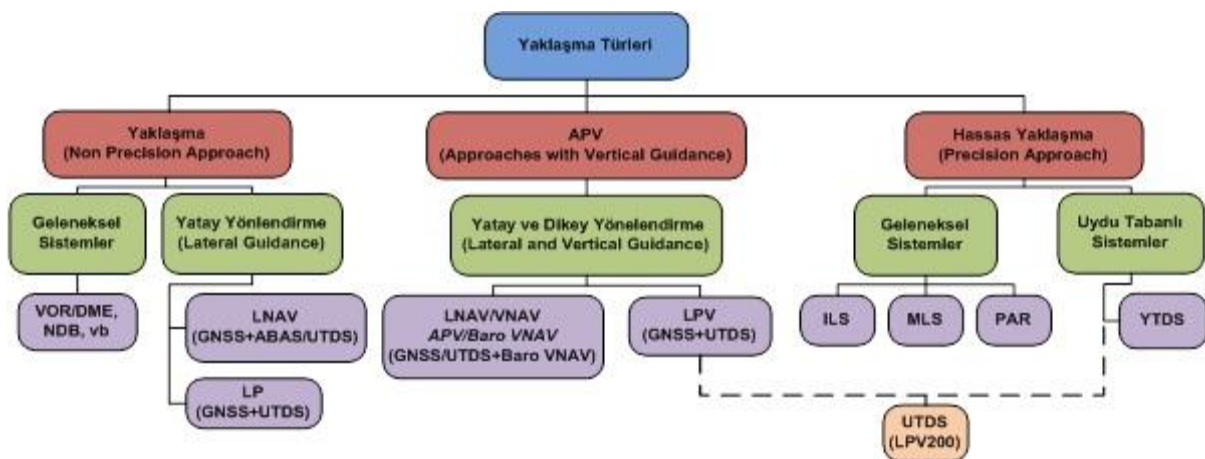 Yaklaşma Türleri
Yaklaşma
(Non Precision Approach)
APV
(Approaches with Vertical Guidance)
Hassas Yaklaşma
(Precision Approach)
Geleneksel
Sistemler
Yatay Yönlendirme
(Lateral Guidance)
Yatay ve Dikey Yönelendirme
(Lateral and Vertical Guidance)
Geleneksel
Sistemler
Uydu Tabanlı
Sistemler
VOR/DME,
NDB, vb
LNAV
(GNSS+ABAS/UTDS)
LP
(GNSS+UTDS)
LNAV/VNAV
APV/Baro VNAV
(GNSS/UTDS+Baro VNAV)
LPV
(GNSS+UTDS)
ILS
MLS
PAR
YTDS
UTDS
(LPV200)